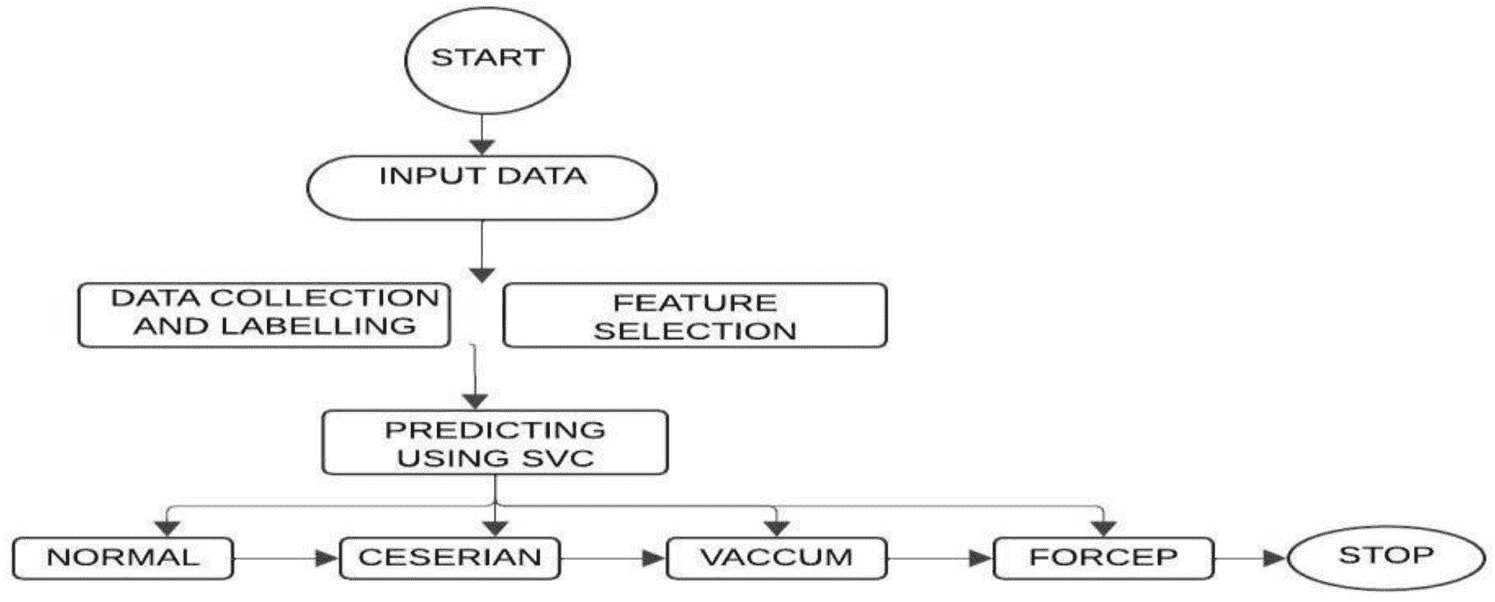 START
INPUT DATA
DATA COLLECTION
AND LABELLING
FEATURE
SELECTION
PREDICTING
USING SVC
NORMAL
CESERIAN
VACCUM
FORCEP
STOP